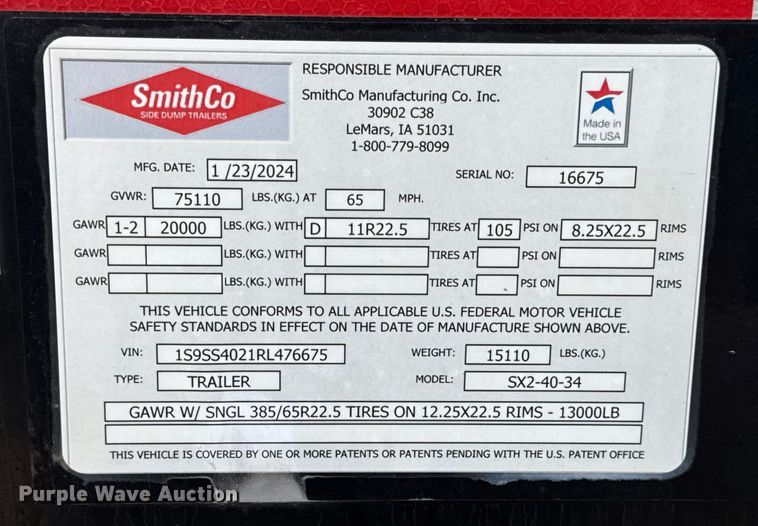 SmithCo
SIDE DUMP TRAILERS
RESPONSIBLE MANUFACTURER
SmithCo Manufacturing Co. Inc.
30902 C38
LeMars, IA 51031
1-800-779-8099
Made in
the USA
MFG. DATE: 1 /23/2024 SERIAL NO: 16675
GVWR: 75110 LBS.(KG.) AT 65 MPH.
GAWR 1-2 20000 LBS.(KG.) WITH D 11R22.5 TIRES AT 105 PSI ON 8.25X22.5 RIMS
GAWR LBS.(KG.) WITH TIRES AT PSI ON RIMS
GAWR LBS.(KG.) WITH TIRES AT PSI ON RIMS
THIS VEHICLE CONFORMS TO ALL APPLICABLE U.S. FEDERAL MOTOR VEHICLE
SAFETY STANDARDS IN EFFECT ON THE DATE OF MANUFACTURE SHOWN ABOVE.
VIN: 1S9SS4021RL476675 WEIGHT: 15110 LBS.(KG.)
TYPE: TRAILER MODEL: SX2-40-34
GAWR W/ SNGL 385/65R22.5 TIRES ON 12.25X22.5 RIMS - 13000LB
THIS VEHICLE IS COVERED BY ONE OR MORE PATENTS OR PATENTS PENDING WITH THE U.S. PATENT OFFICE
Purple Wave Auction